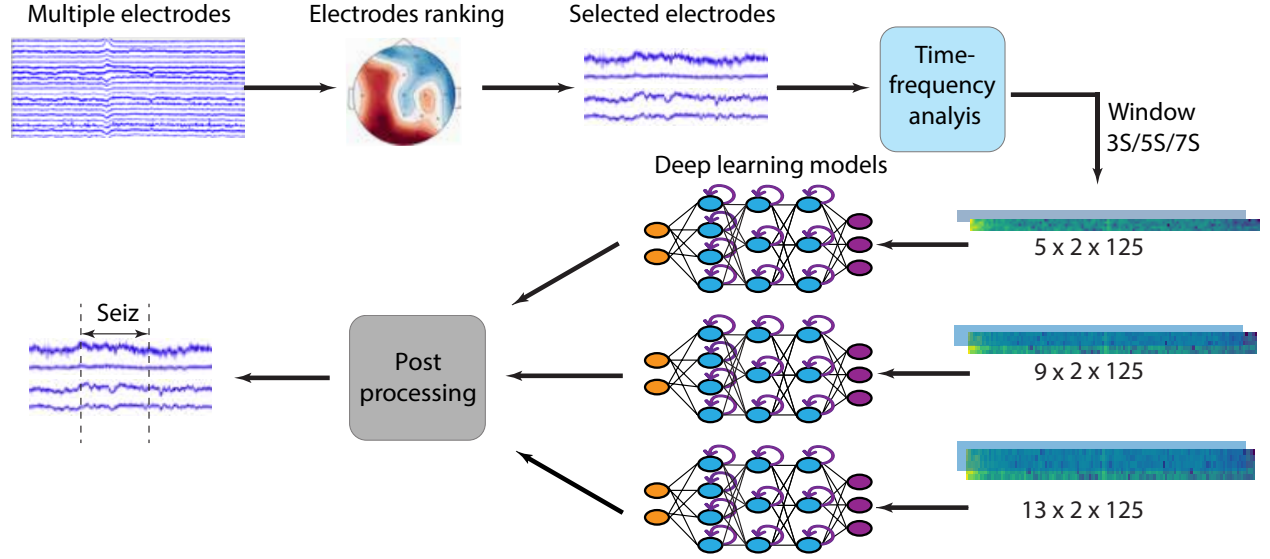 Multiple electrodes
Electrodes ranking
Selected electrodes
Time-
frequency
analyis
Window
3S/5S/7S
Deep learning models
5 x 2 x 125
9 x 2 x 125
13 x 2 x 125
Post
processing
Seiz